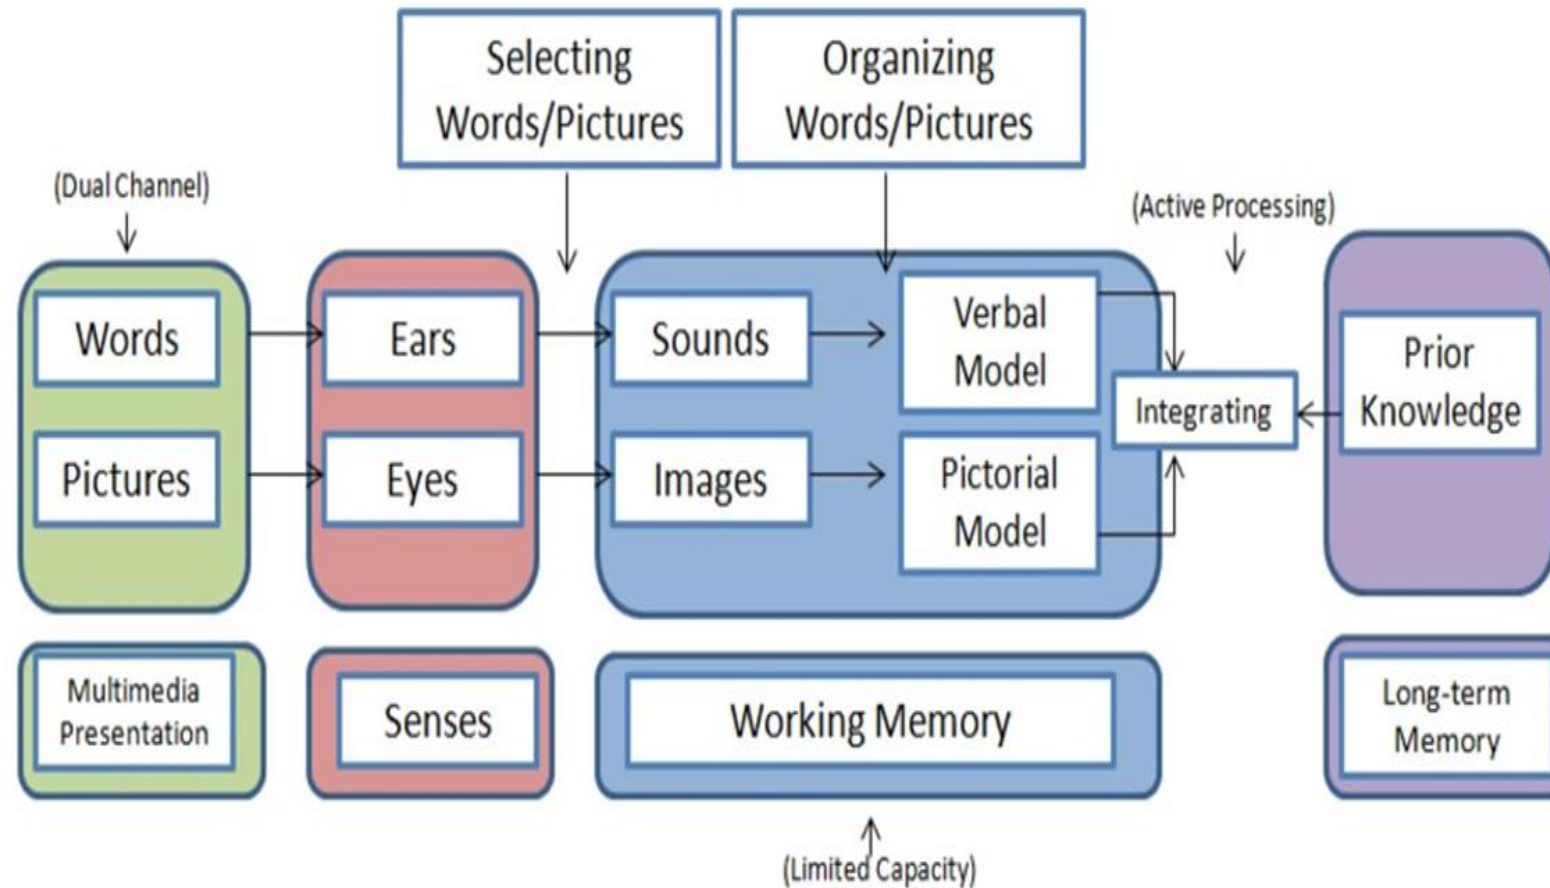 Selecting
Words/Pictures
Organizing
Words/Pictures
(Dual Channel)
(Active Processing)
Words
Ears
Sounds
Verbal
Model
Prior
Knowledge
Integrating
Pictures
Eyes
Images
Pictorial
Model
Multimedia
Presentation
Senses
Working Memory
Long-term
Memory
(Limited Capacity)